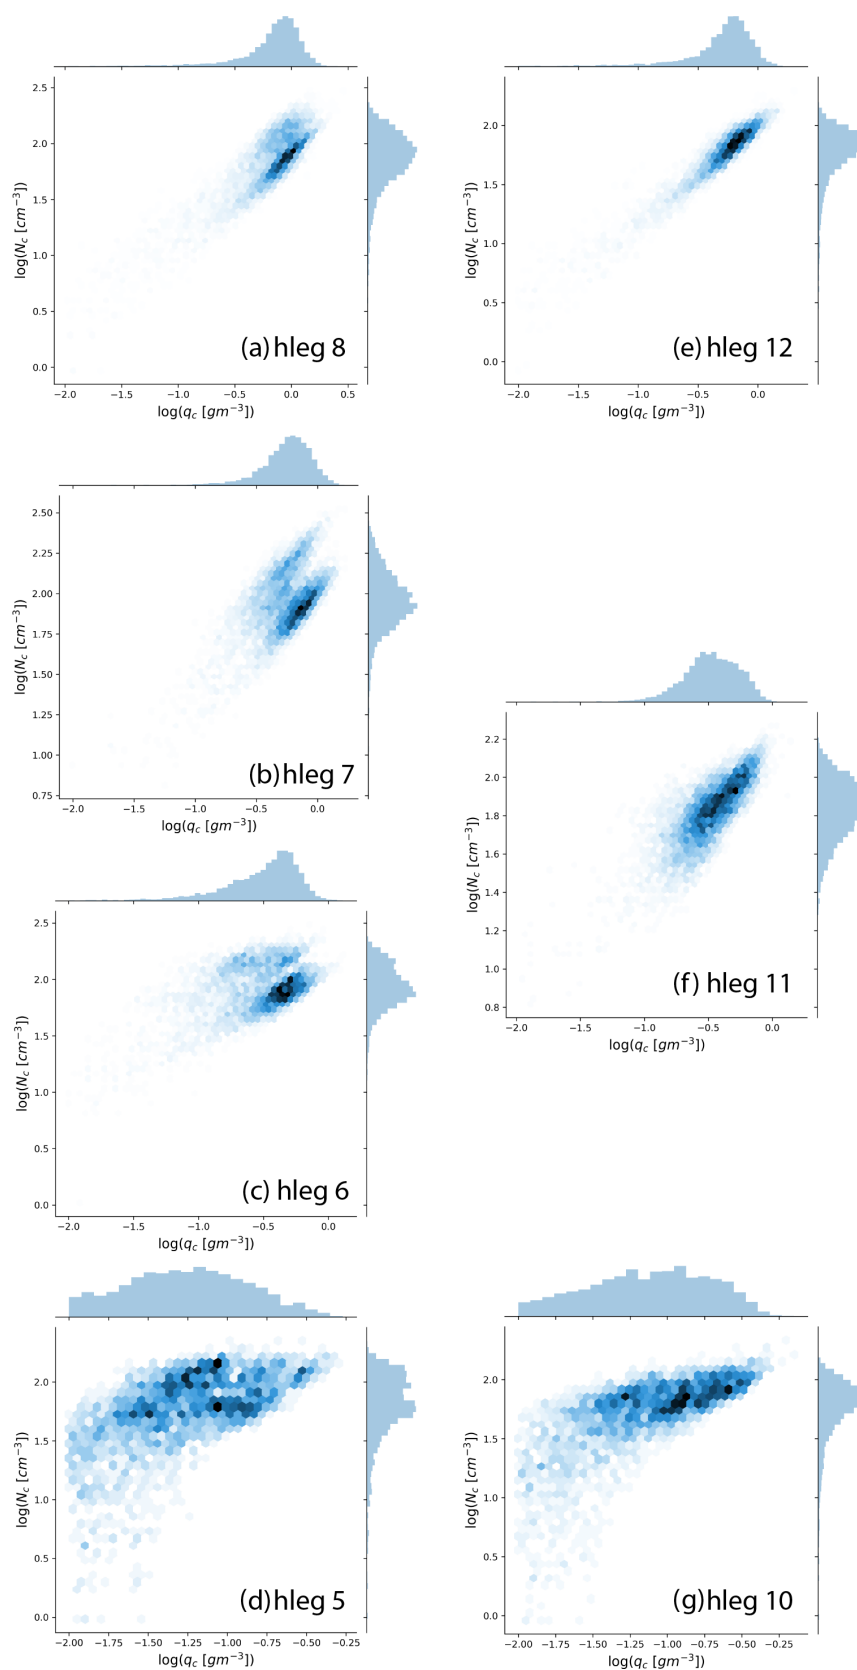 2.5
2.0
1.5
1.0
0.5
0.0
log(N_c [cm⁻³])
−2.0 −1.5 −1.0 −0.5 0.0 0.5
log(q_c [gm⁻³])
(a) hleg 8
2.0
1.5
1.0
0.5
0.0
log(N_c [cm⁻³])
−2.0 −1.5 −1.0 −0.5 0.0
log(q_c [gm⁻³])
(e) hleg 12
2.50
2.25
2.00
1.75
1.50
1.25
1.00
0.75
log(N_c [cm⁻³])
−2.0 −1.5 −1.0 −0.5 0.0
log(q_c [gm⁻³])
(b) hleg 7
2.2
2.0
1.8
1.6
1.4
1.2
1.0
0.8
log(N_c [cm⁻³])
−2.0 −1.5 −1.0 −0.5 0.0
log(q_c [gm⁻³])
(f) hleg 11
2.5
2.0
1.5
1.0
0.5
0.0
log(N_c [cm⁻³])
−2.0 −1.5 −1.0 −0.5 0.0
log(q_c [gm⁻³])
(c) hleg 6
2.0
1.5
1.0
0.5
0.0
log(N_c [cm⁻³])
−2.00 −1.75 −1.50 −1.25 −1.00 −0.75 −0.50 −0.25
log(q_c [gm⁻³])
(d) hleg 5
2.0
1.5
1.0
0.5
0.0
log(N_c [cm⁻³])
−2.00 −1.75 −1.50 −1.25 −1.00 −0.75 −0.50 −0.25
log(q_c [gm⁻³])
(g) hleg 10